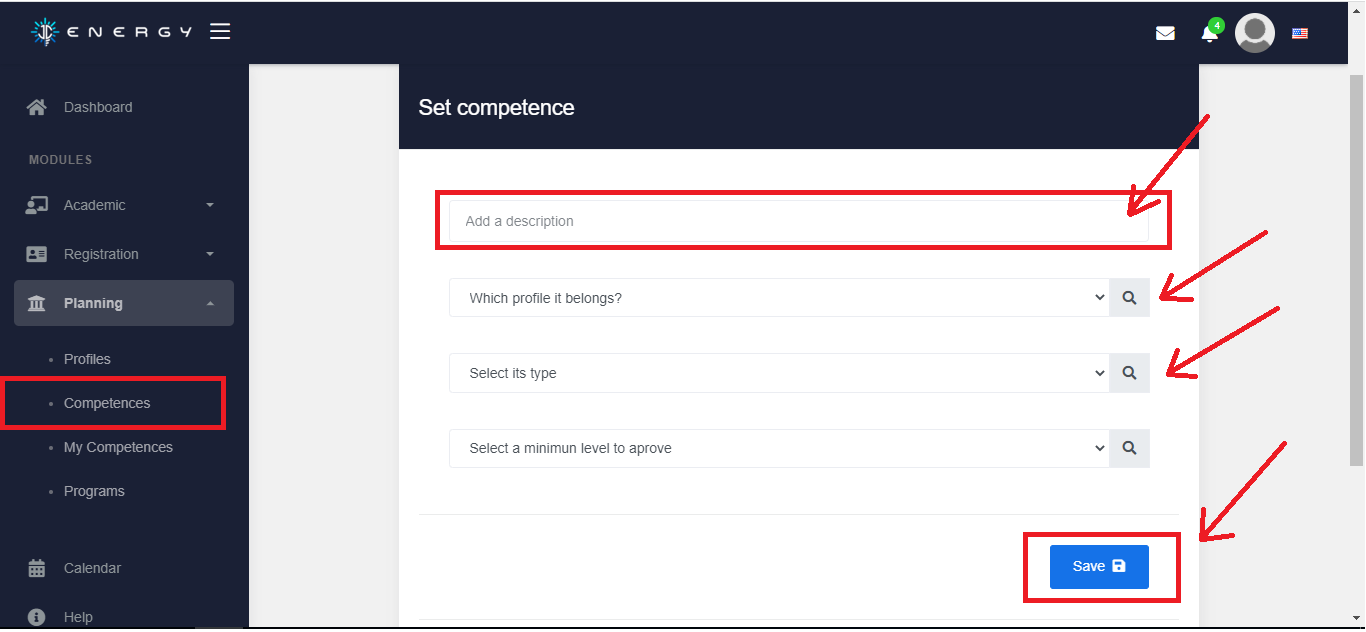 JC ENERGY
4
Dashboard
MODULES
Academic
Registration
Planning
Profiles
Competences
My Competences
Programs
Calendar
Help
Set competence
Add a description
Which profile it belongs?
Select its type
Select a minimun level to aprove
Save